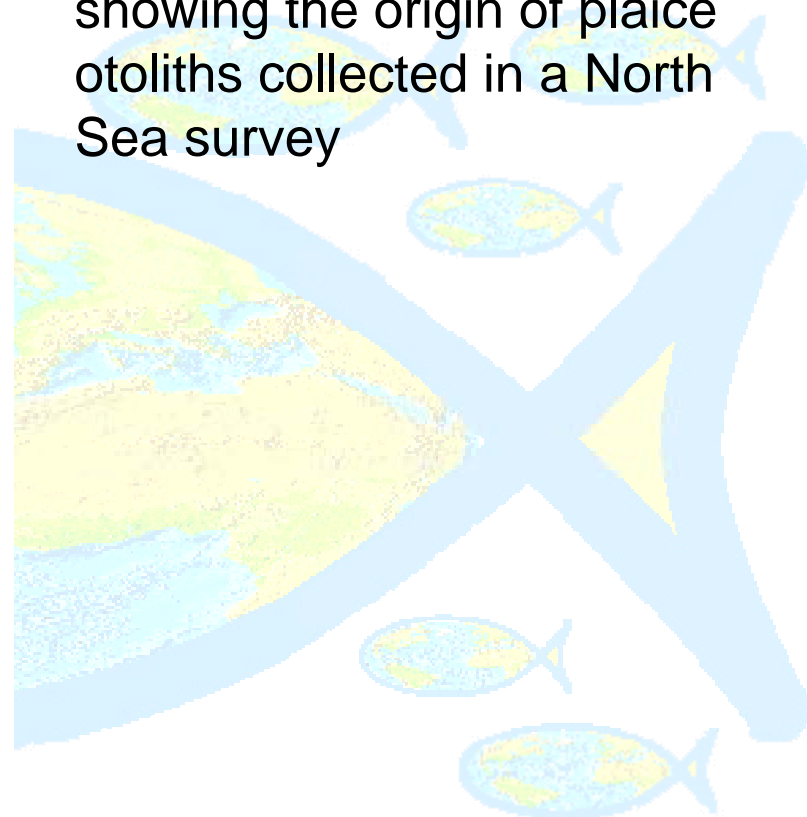 showing the origin of plaice
otoliths collected in a North
Sea survey